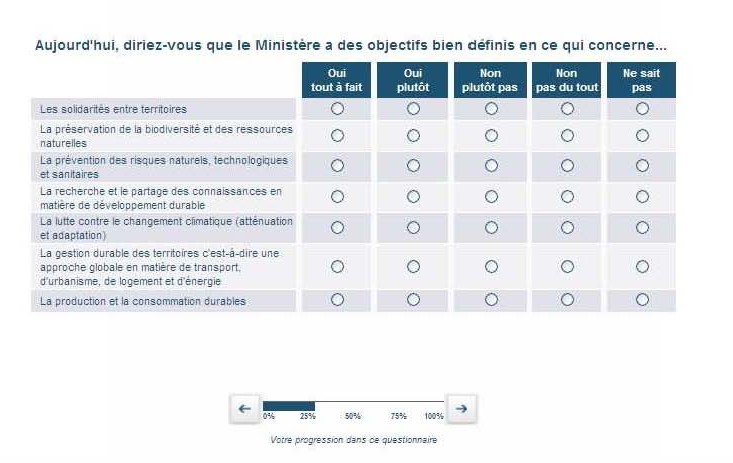 Aujourd'hui, diriez-vous que le Ministère a des objectifs bien définis en ce qui concerne...
Oui tout à fait
Oui plutôt
Non plutôt pas
Non pas du tout
Ne sait pas
Les solidarités entre territoires
La préservation de la biodiversité et des ressources
naturelles
La prévention des risques naturels, technologiques
et sanitaires
La recherche et le partage des connaissances en
matière de développement durable
La lutte contre le changement climatique (atténuation
et adaptation)
La gestion durable des territoires c'est-à-dire une
approche globale en matière de transport,
d'urbanisme, de logement et d'énergie
La production et la consommation durables
0% 25% 50% 75% 100%
Votre progression dans ce questionnaire